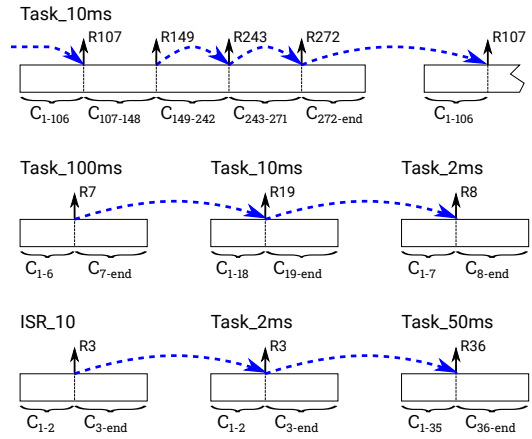 Task_10ms
R107 R149 R243 R272 R107
C1-106 C107-148 C149-242 C243-271 C272-end C1-106
Task_100ms Task_10ms Task_2ms
R7 R19 R8
C1-6 C7-end C1-18 C19-end C1-7 C8-end
ISR_10 Task_2ms Task_50ms
R3 R3 R36
C1-2 C3-end C1-2 C3-end C1-35 C36-end